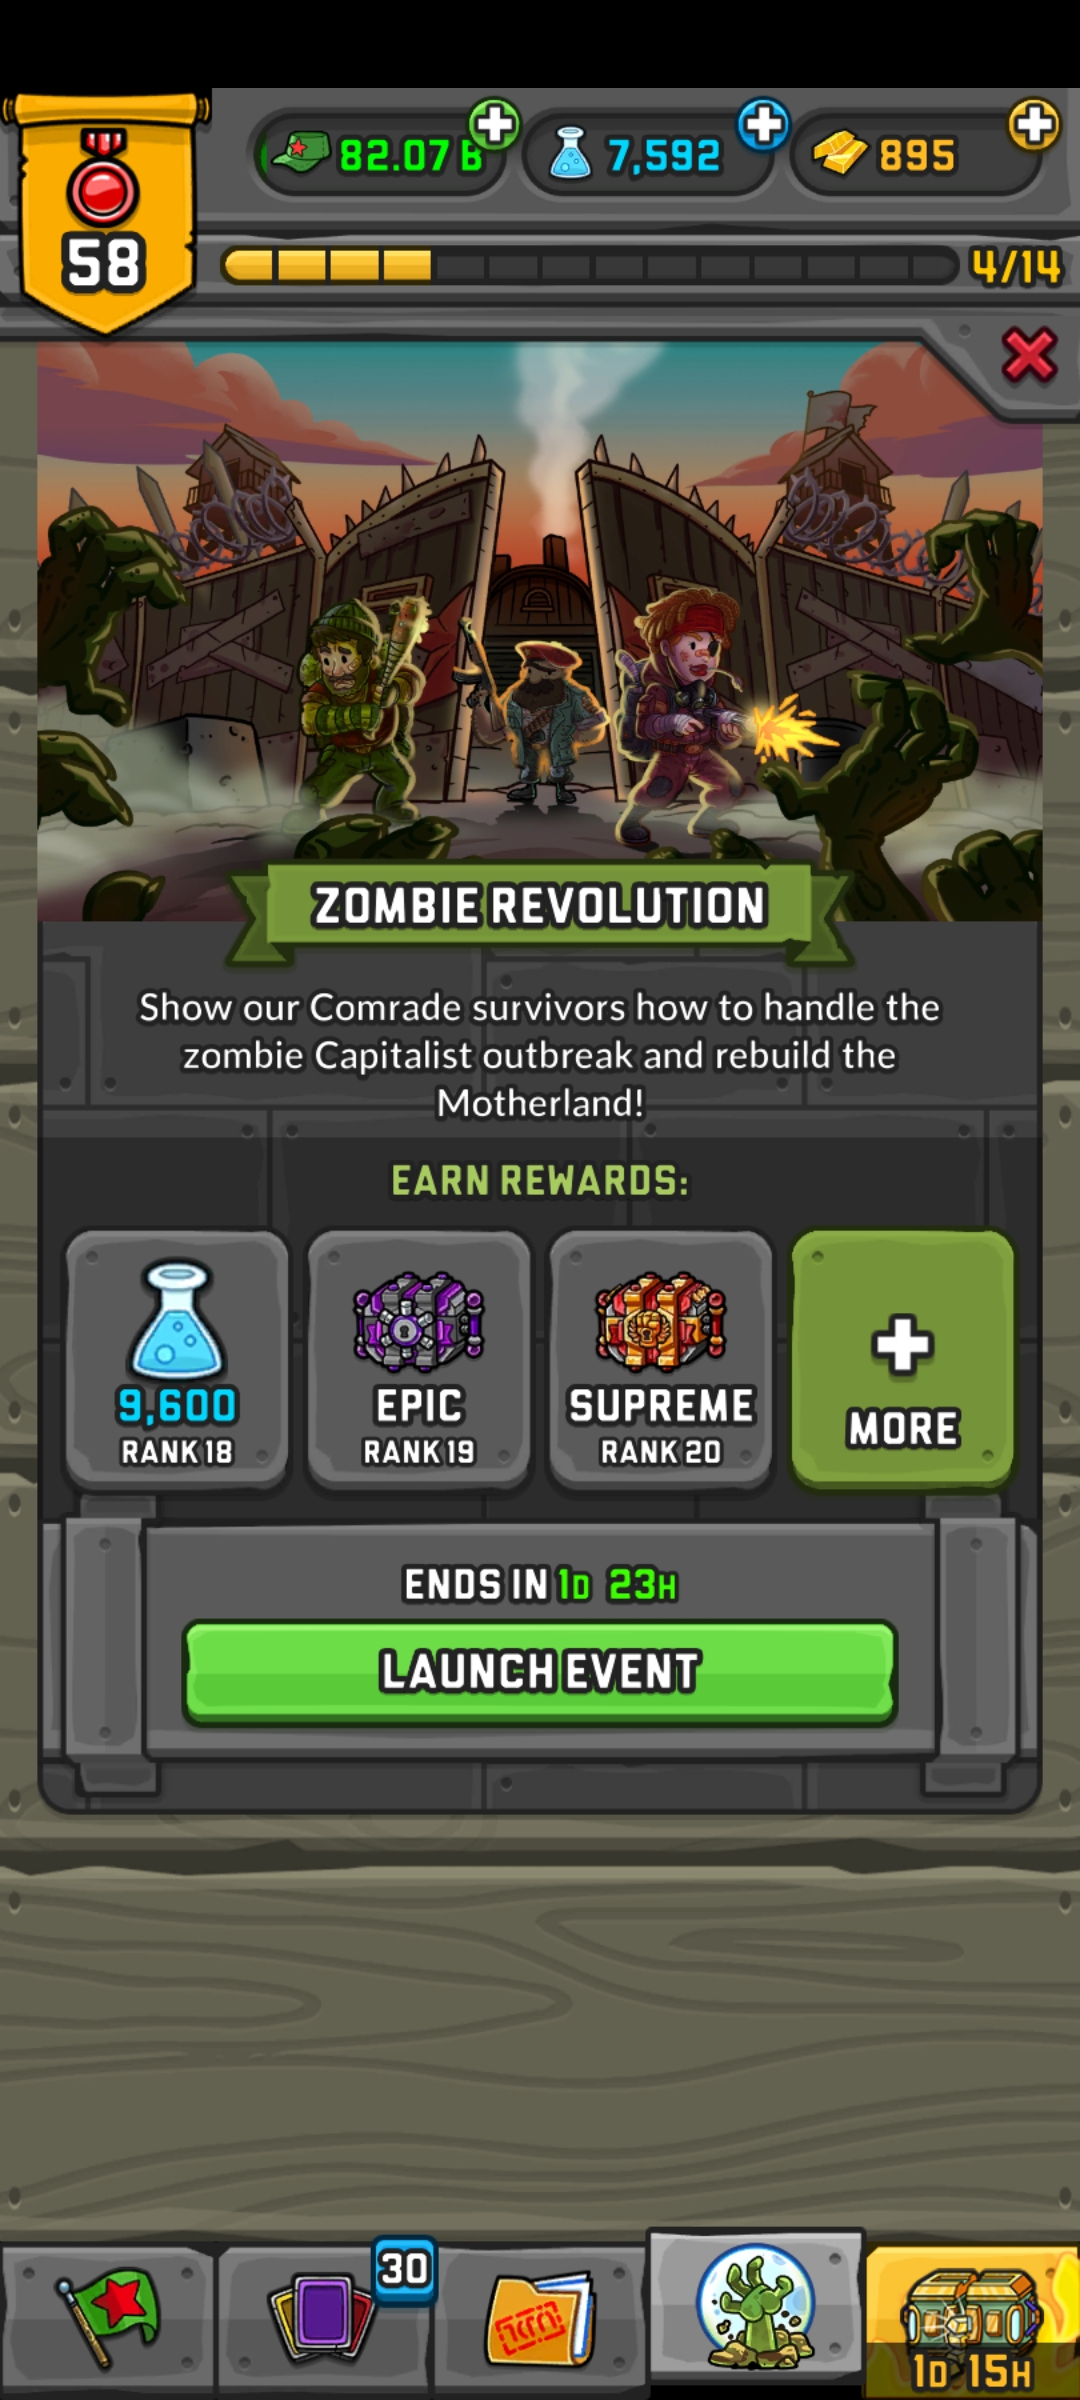 82.07 B
7,592
895
58
4/14
ZOMBIE REVOLUTION
Show our Comrade survivors how to handle the
zombie Capitalist outbreak and rebuild the
Motherland!
EARN REWARDS:
9,600
RANK 18
EPIC
RANK 19
SUPREME
RANK 20
MORE
ENDS IN 1D 23H
LAUNCH EVENT
30
1D 15H